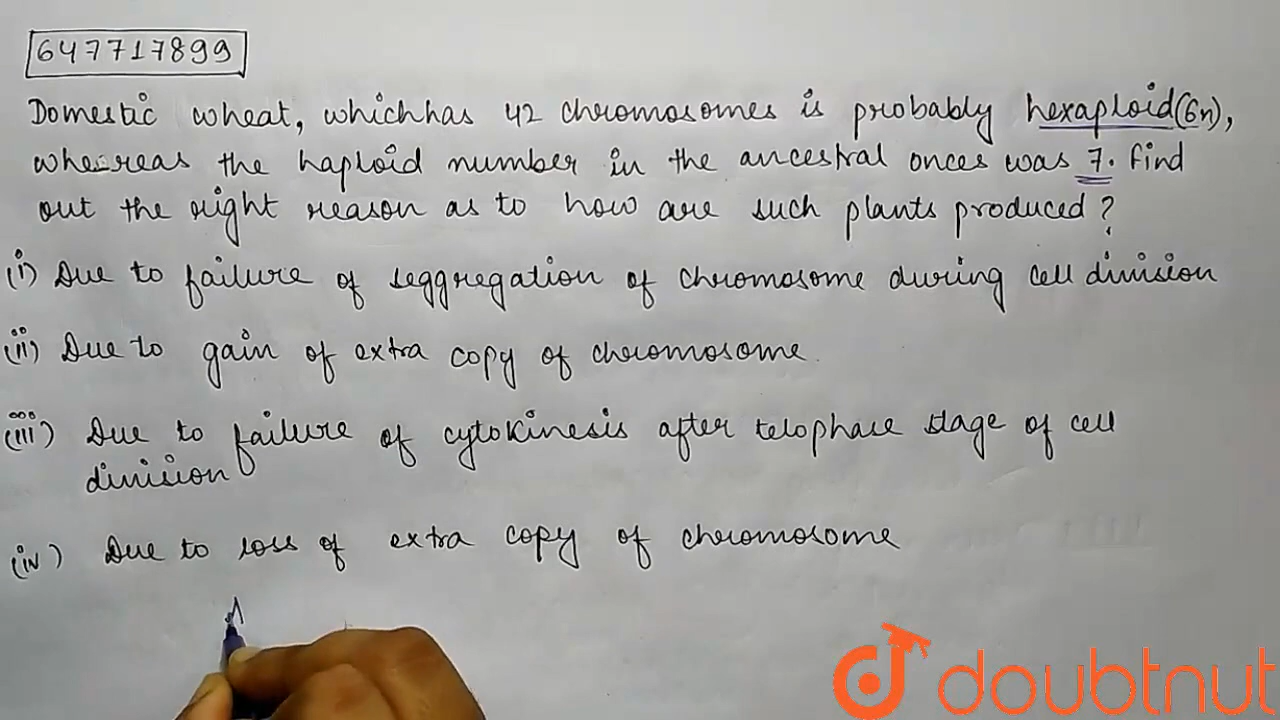 647717899
Domestic wheat, which has 42 chromosomes is probably hexaploid(6n),
whereas the haploid number in the ancestral onces was 7. Find
out the right reason as to how are such plants produced?
(i) Due to failure of seggregation of chromosome during cell division
(ii) Due to gain of extra copy of chromosome.
(iii) Due to failure of cytokinesis after telophase stage of cell
division
(iv) Due to loss of extra copy of chromosome
doubtnut